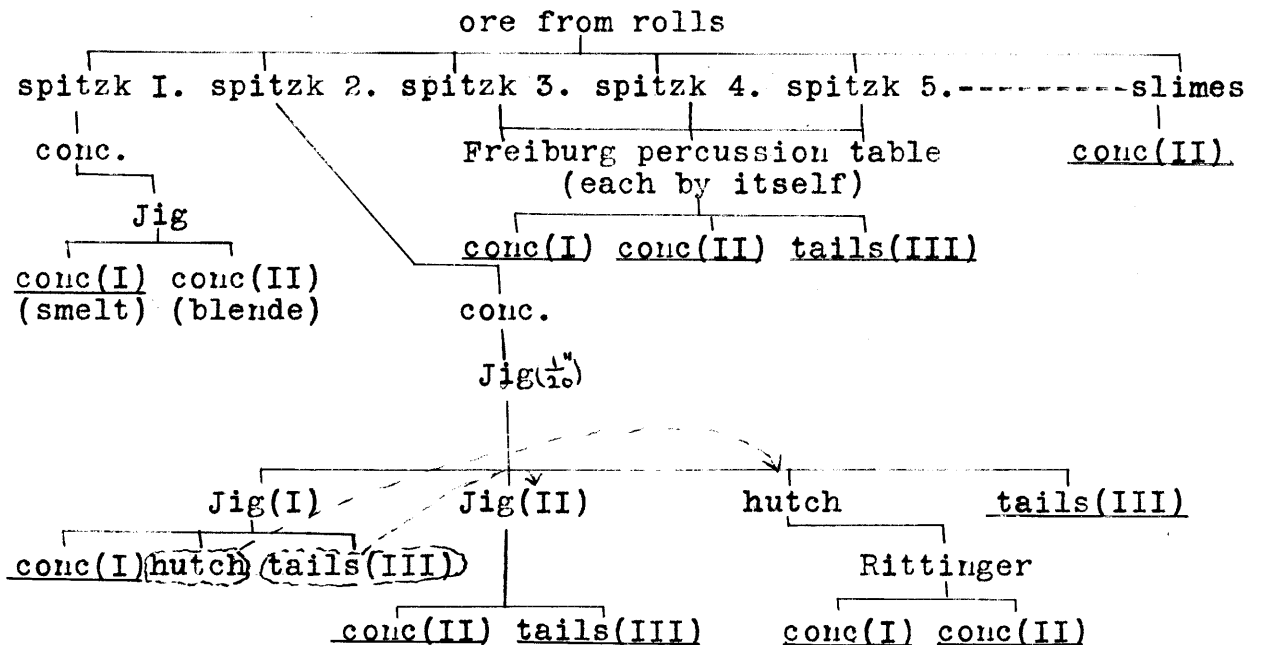 ore from rolls
spitzk I. spitzk 2. spitzk 3. spitzk 4. spitzk 5.---------slimes
conc. Freiburg percussion table conc(II)
(each by itself)
Jig
conc(I) conc(II) tails(III)
conc(I) conc(II)
(smelt) (blende) conc.
Jig(1/20")
Jig(I) Jig(II) hutch tails(III)
conc(I) hutch tails(III) Rittinger
conc(II) tails(III) conc(I) conc(II)